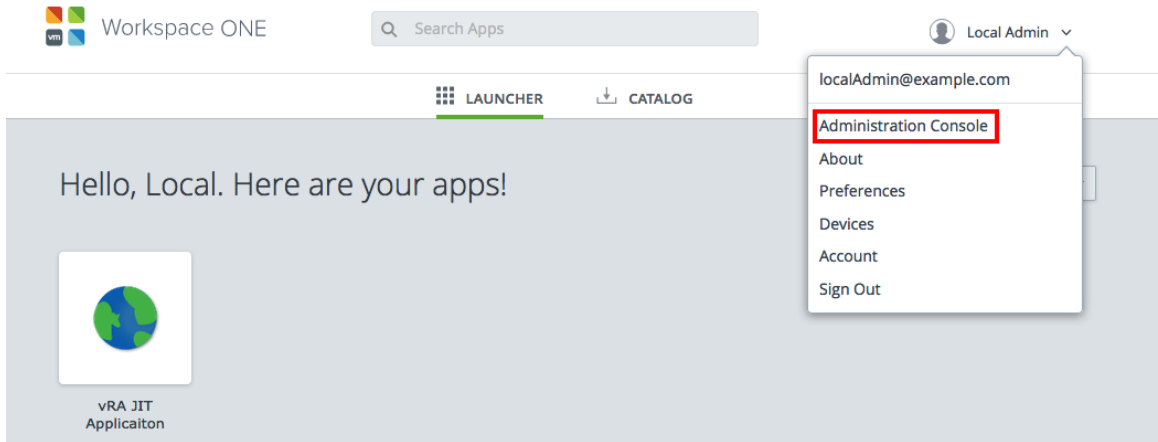 vm Workspace ONE
Search Apps
Local Admin
localAdmin@example.com
Administration Console
About
Preferences
Devices
Account
Sign Out
LAUNCHER
CATALOG
Hello, Local. Here are your apps!
vRA JIT
Applicaiton